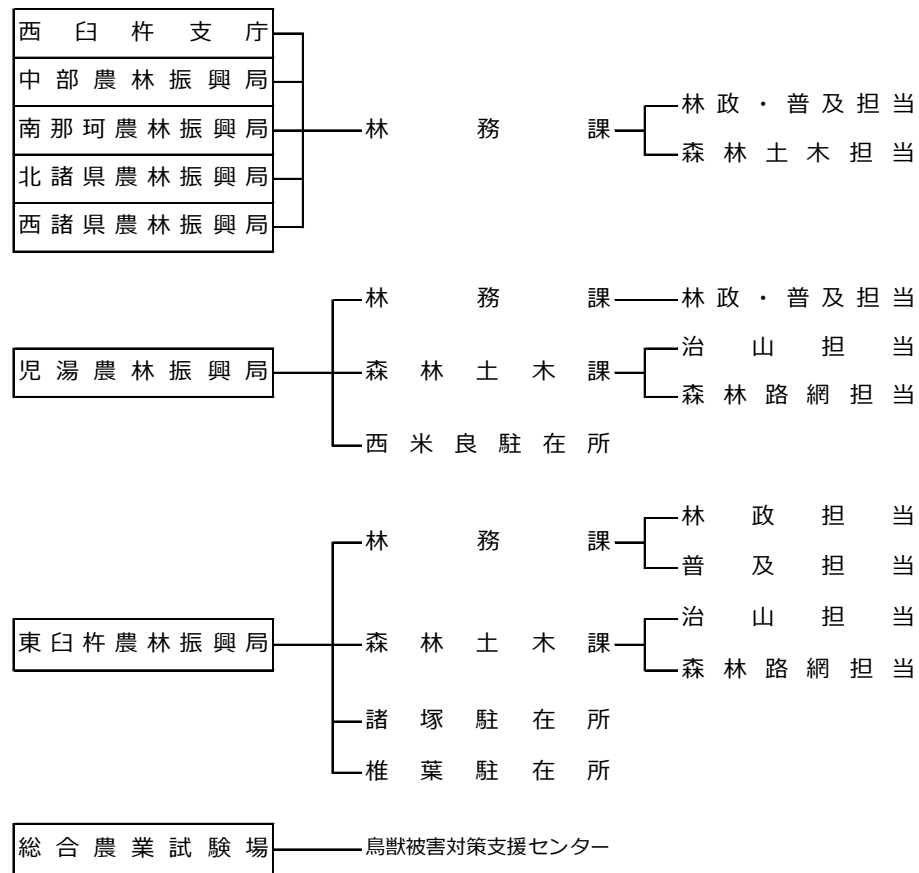 西臼杵支庁
中部農林振興局
南那珂農林振興局
北諸県農林振興局
西諸県農林振興局
林務課
林政・普及担当
森林土木担当
児湯農林振興局
林務課
林政・普及担当
森林土木課
治山担当
森林路網担当
西米良駐在所
東臼杵農林振興局
林務課
林政担当
普及担当
森林土木課
治山担当
森林路網担当
諸塚駐在所
椎葉駐在所
総合農業試験場
鳥獣被害対策支援センター